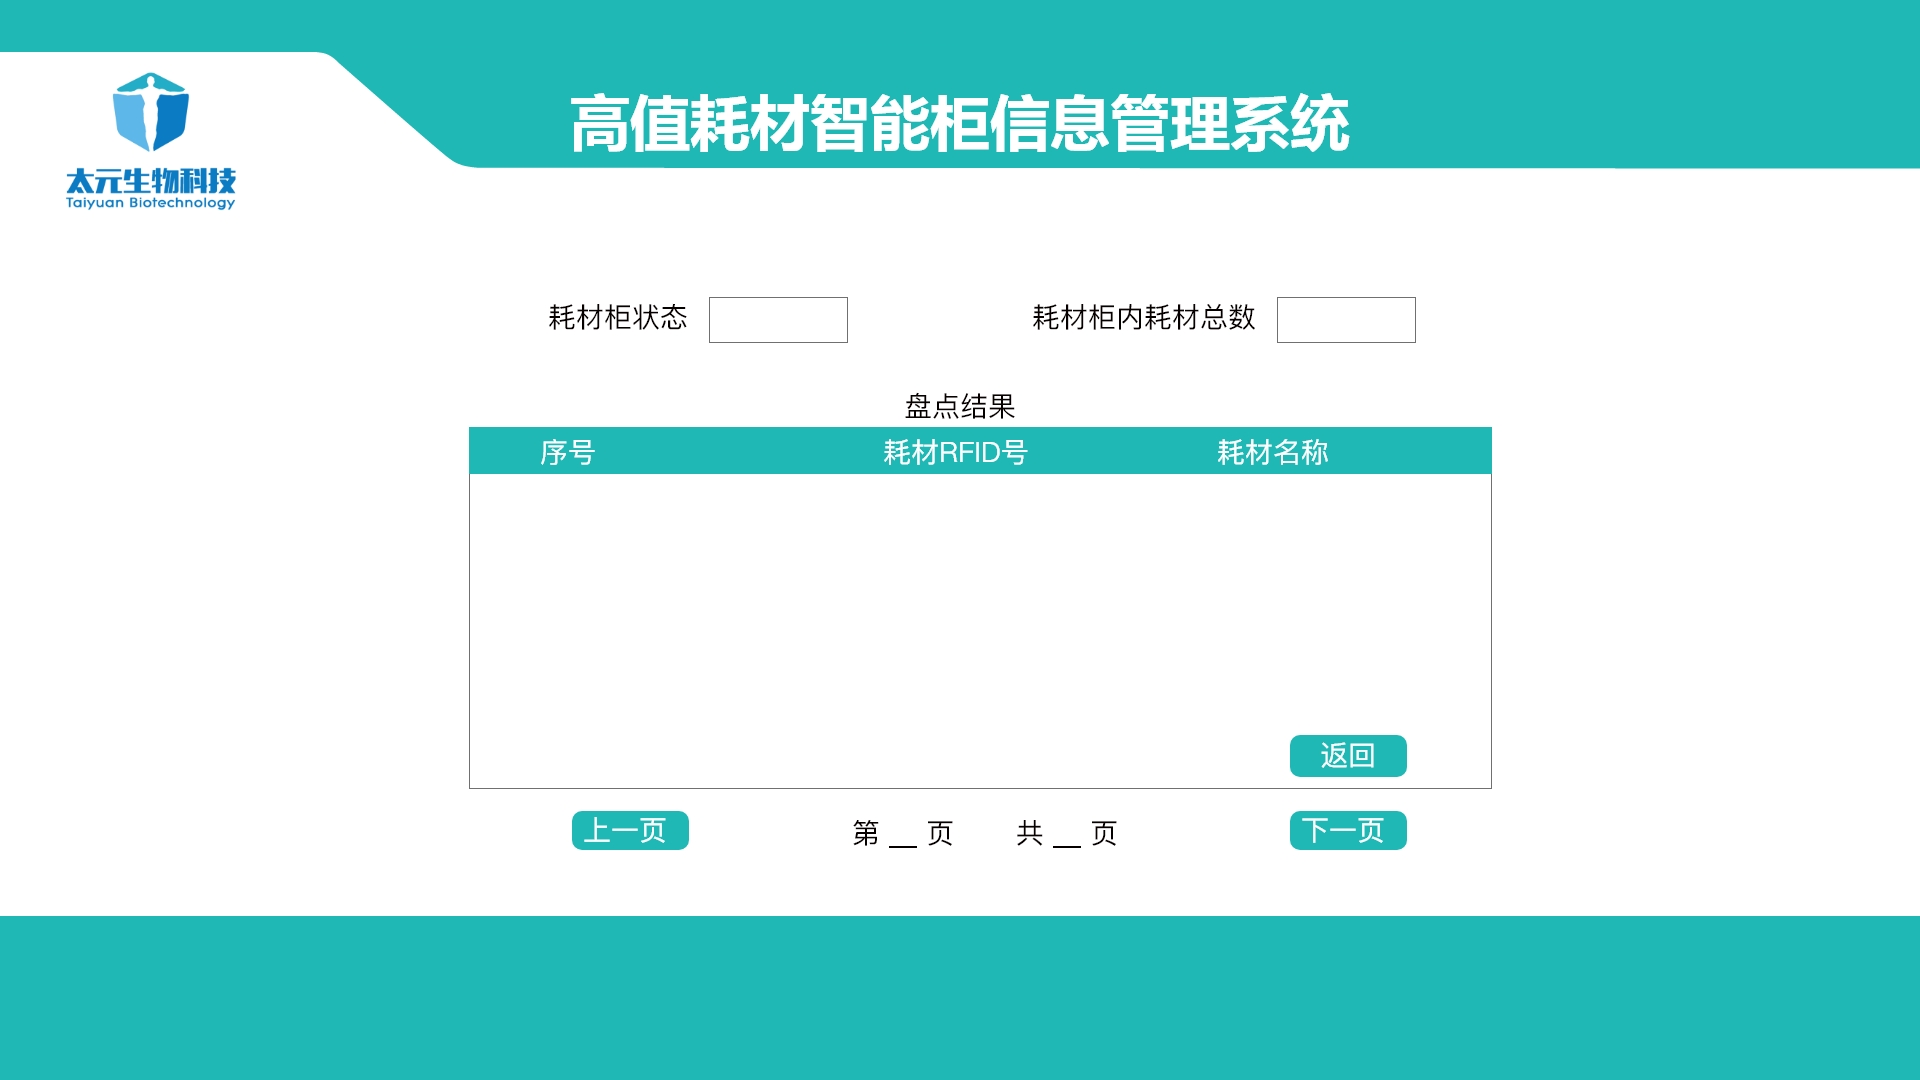 高值耗材智能柜信息管理系统
太元生物科技
Taiyuan Biotechnology
耗材柜状态 耗材柜内耗材总数
盘点结果
序号 耗材RFID号 耗材名称
返回
上一页 第 __ 页 共 __ 页 下一页